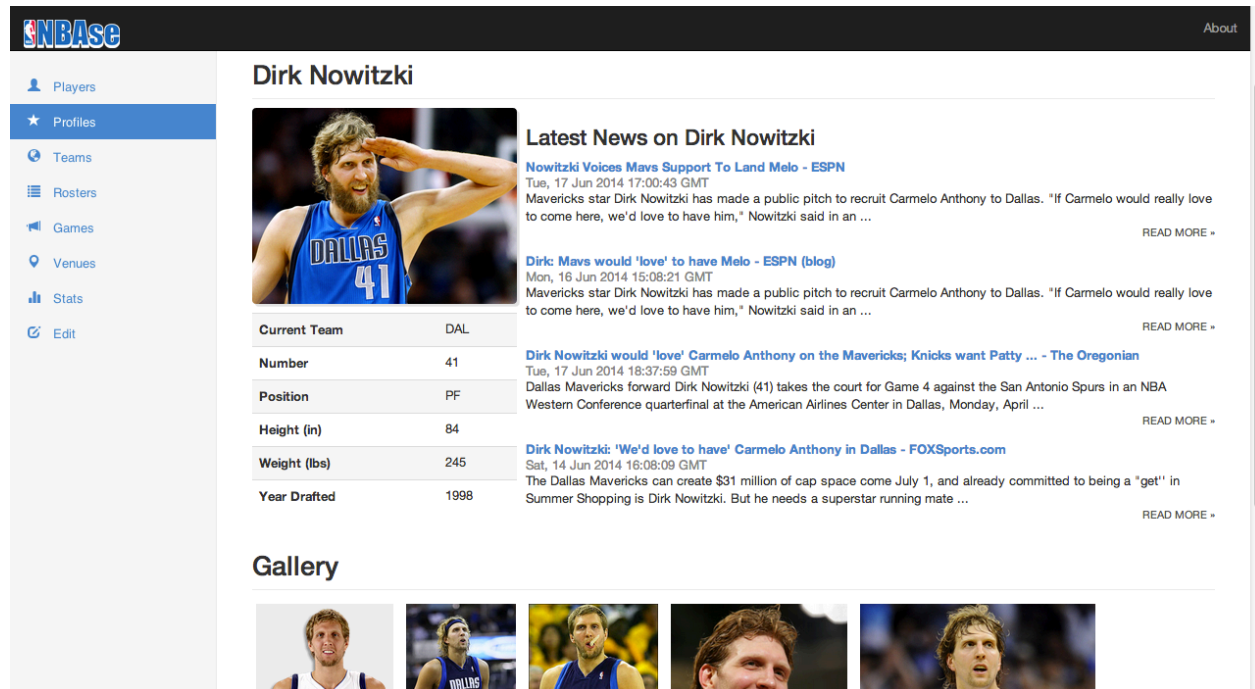 NBAse
About
Players
Profiles
Teams
Rosters
Games
Venues
Stats
Edit
Dirk Nowitzki
DALLAS
41
Current Team DAL
Number 41
Position PF
Height (in) 84
Weight (lbs) 245
Year Drafted 1998
Latest News on Dirk Nowitzki
Nowitzki Voices Mavs Support To Land Melo - ESPN
Tue, 17 Jun 2014 17:00:43 GMT
Mavericks star Dirk Nowitzki has made a public pitch to recruit Carmelo Anthony to Dallas. "If Carmelo would really love
to come here, we'd love to have him," Nowitzki said in an ...
READ MORE »
Dirk: Mavs would 'love' to have Melo - ESPN (blog)
Mon, 16 Jun 2014 15:08:21 GMT
Mavericks star Dirk Nowitzki has made a public pitch to recruit Carmelo Anthony to Dallas. "If Carmelo would really love
to come here, we'd love to have him," Nowitzki said in an ...
READ MORE »
Dirk Nowitzki would 'love' Carmelo Anthony on the Mavericks; Knicks want Patty ... - The Oregonian
Tue, 17 Jun 2014 18:37:59 GMT
Dallas Mavericks forward Dirk Nowitzki (41) takes the court for Game 4 against the San Antonio Spurs in an NBA
Western Conference quarterfinal at the American Airlines Center in Dallas, Monday, April ...
READ MORE »
Dirk Nowitzki: 'We'd love to have' Carmelo Anthony in Dallas - FOXSports.com
Sat, 14 Jun 2014 16:08:09 GMT
The Dallas Mavericks can create $31 million of cap space come July 1, and already committed to being a "get'' in
Summer Shopping is Dirk Nowitzki. But he needs a superstar running mate ...
READ MORE »
Gallery
DALLAS